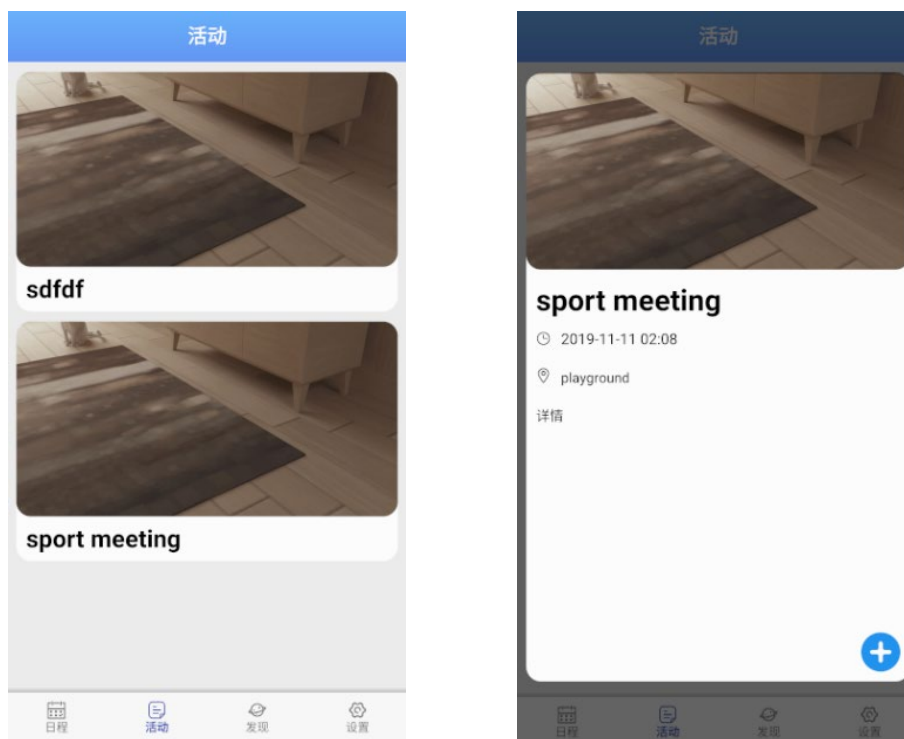 活动
sdfdf
sport meeting
日程
活动
发现
设置
活动
sport meeting
2019-11-11 02:08
playground
详情
日程
活动
发现
设置